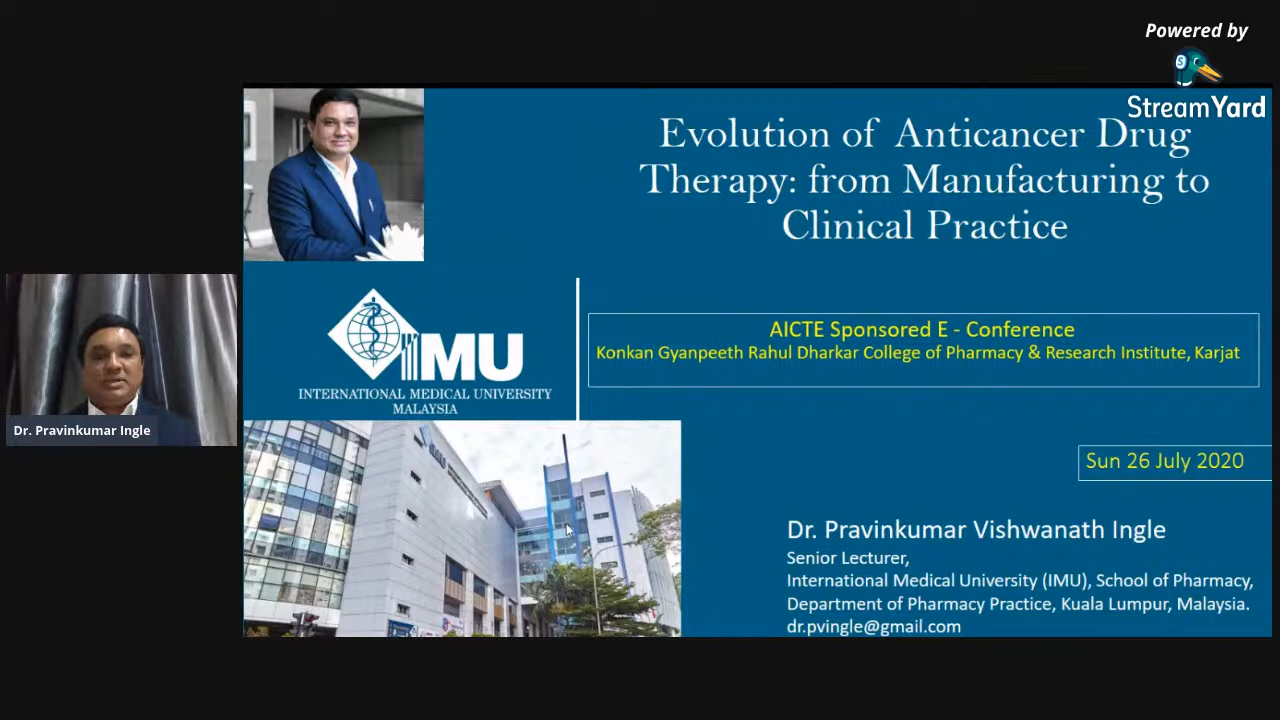 Powered by
StreamYard
Evolution of Anticancer Drug
Therapy: from Manufacturing to
Clinical Practice
IMU
INTERNATIONAL MEDICAL UNIVERSITY
MALAYSIA
AICTE Sponsored E - Conference
Konkan Gyanpeeth Rahul Dharkar College of Pharmacy & Research Institute, Karjat
Dr. Pravinkumar Ingle
Sun 26 July 2020
Dr. Pravinkumar Vishwanath Ingle
Senior Lecturer,
International Medical University (IMU), School of Pharmacy,
Department of Pharmacy Practice, Kuala Lumpur, Malaysia.
dr.pvingle@gmail.com